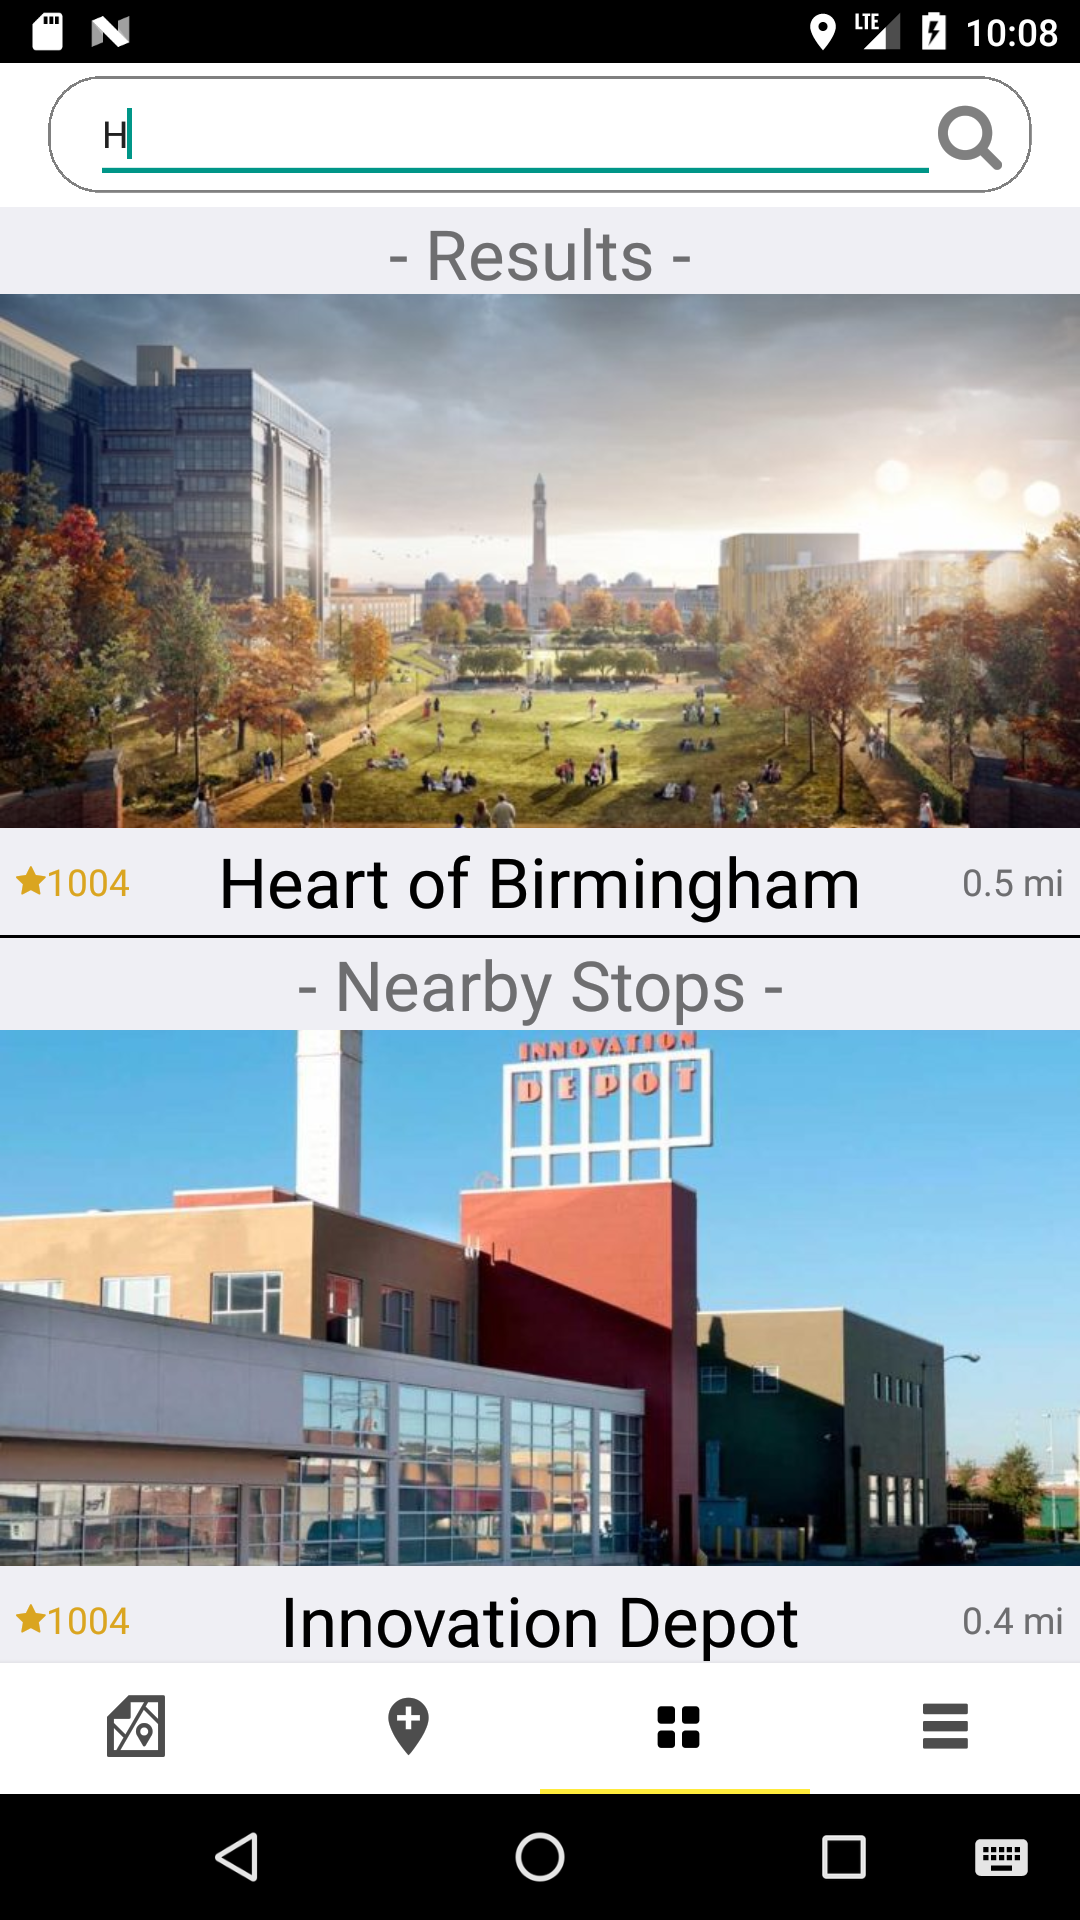 LTE 10:08
H
- Results -
1004 Heart of Birmingham 0.5 mi
- Nearby Stops -
INNOVATION
DEPOT
1004 Innovation Depot 0.4 mi